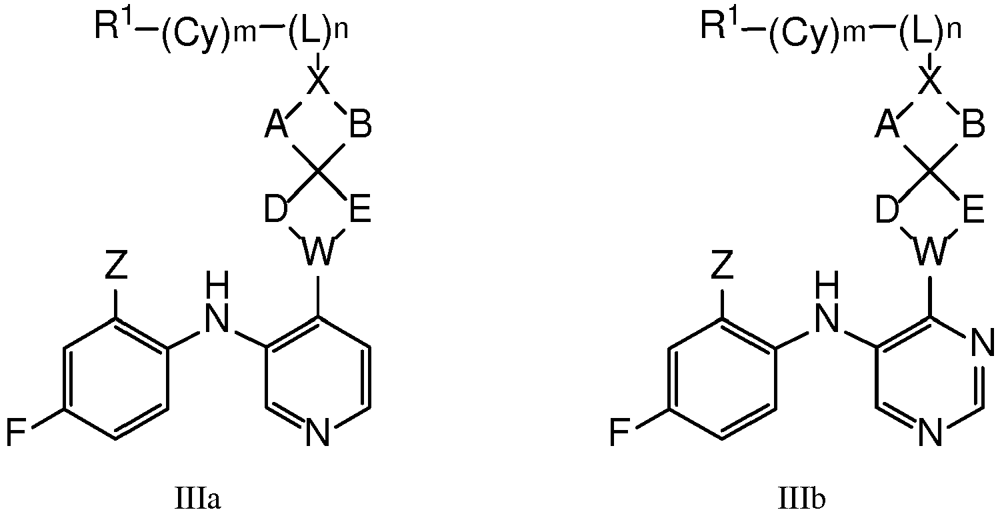 R¹–(Cy)m–(L)n R¹–(Cy)m–(L)n
X X
A B A B
D E D E
W W
Z H Z H
N N N
F N F N
IIIa IIIb